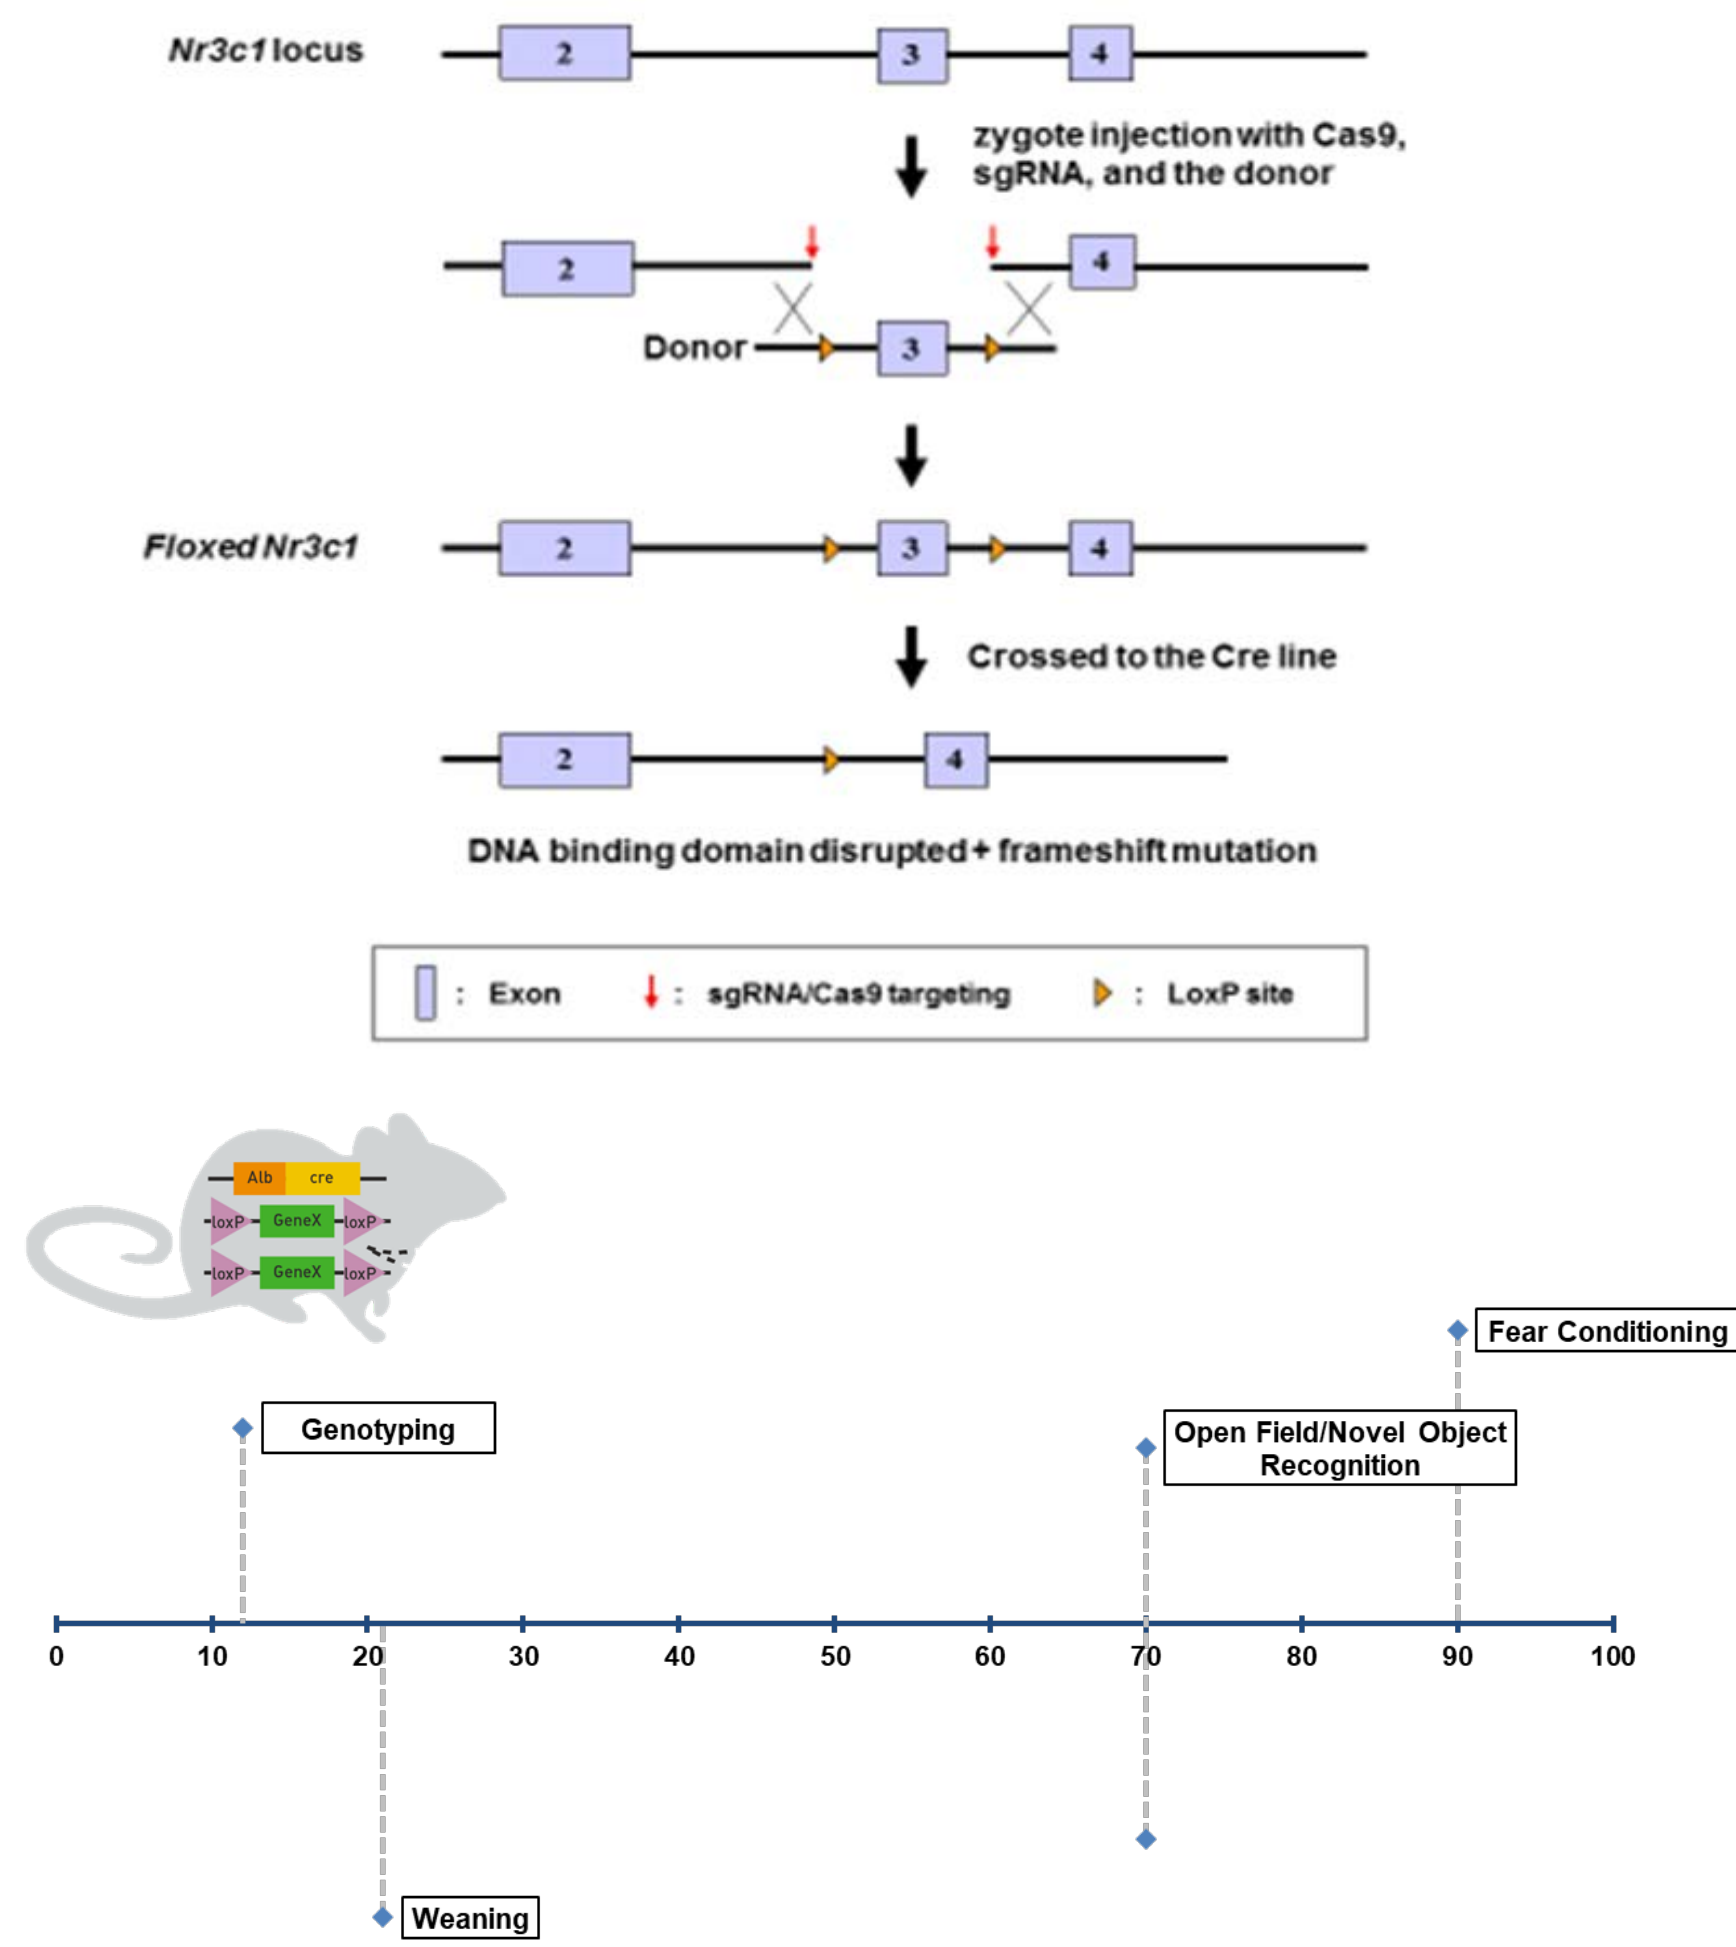 Nr3c1 locus
2
3
4
zygote injection with Cas9,
sgRNA, and the donor
2
4
Donor
3
Floxed Nr3c1
2
3
4
Crossed to the Cre line
2
4
DNA binding domain disrupted + frameshift mutation
: Exon
: sgRNA/Cas9 targeting
: LoxP site
Alb cre
loxP GeneX loxP
loxP GeneX loxP
Fear Conditioning
Genotyping
Open Field/Novel Object
Recognition
0 10 20 30 40 50 60 70 80 90 100
Weaning